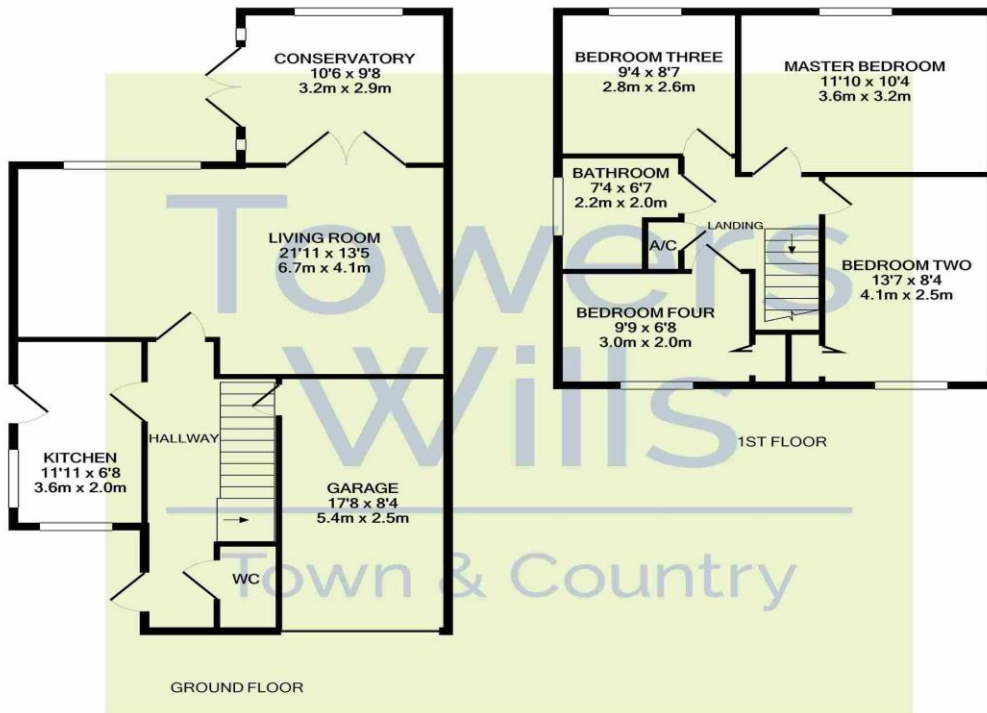 CONSERVATORY
10'6 x 9'8
3.2m x 2.9m
LIVING ROOM
21'11 x 13'5
6.7m x 4.1m
KITCHEN
11'11 x 6'8
3.6m x 2.0m
HALLWAY
GARAGE
17'8 x 8'4
5.4m x 2.5m
WC
GROUND FLOOR
BEDROOM THREE
9'4 x 8'7
2.8m x 2.6m
MASTER BEDROOM
11'10 x 10'4
3.6m x 3.2m
BATHROOM
7'4 x 6'7
2.2m x 2.0m
A/C
LANDING
BEDROOM TWO
13'7 x 8'4
4.1m x 2.5m
BEDROOM FOUR
9'9 x 6'8
3.0m x 2.0m
1ST FLOOR
Towers
Wills
Town & Country